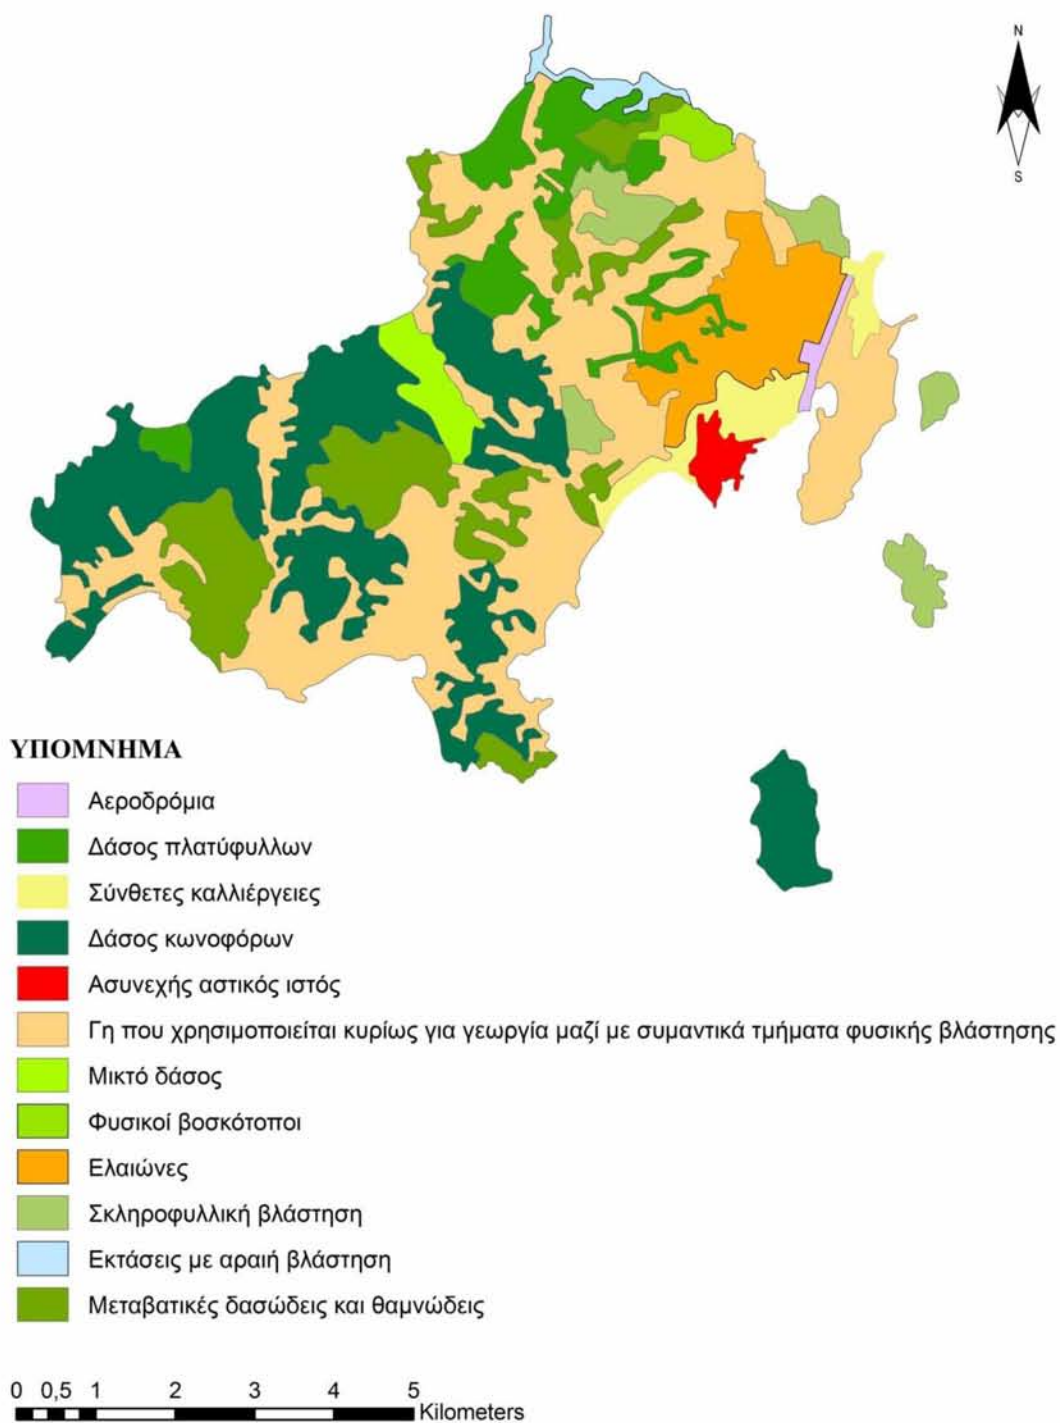 N
S
ΥΠΟΜΝΗΜΑ
Αεροδρόμια
Δάσος πλατύφυλλων
Σύνθετες καλλιέργειες
Δάσος κωνοφόρων
Ασυνεχής αστικός ιστός
Γη που χρησιμοποιείται κυρίως για γεωργία μαζί με συμαντικά τμήματα φυσικής βλάστησης
Μικτό δάσος
Φυσικοί βοσκότοποι
Ελαιώνες
Σκληροφυλλική βλάστηση
Εκτάσεις με αραιή βλάστηση
Μεταβατικές δασώδεις και θαμνώδεις
0 0,5 1 2 3 4 5
Kilometers